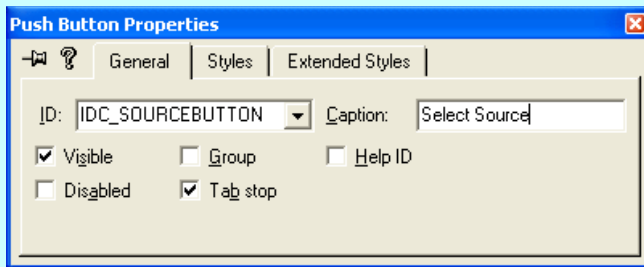 Push Button Properties
? General Styles Extended Styles
ID: IDC_SOURCEBUTTON Caption: Select Source
Visible Group Help ID
Disabled Tab stop